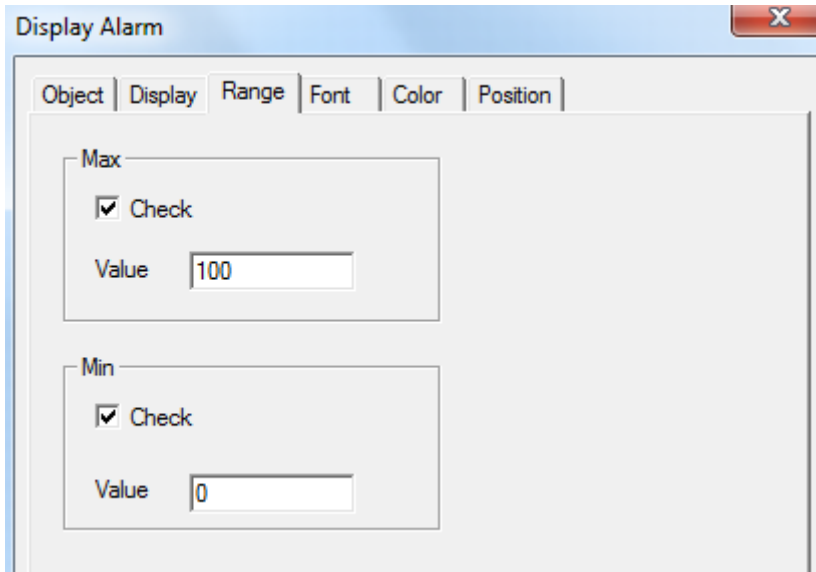 Display Alarm
Object Display Range Font Color Position
Max
Check
Value 100
Min
Check
Value 0